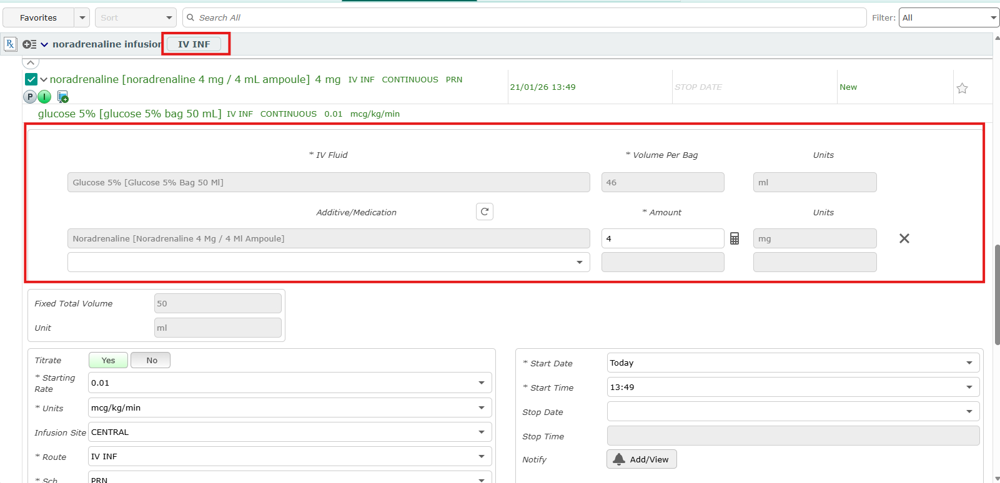 Favorites Sort Search All Filter: All
noradrenaline infusion IV INF
noradrenaline [noradrenaline 4 mg / 4 mL ampoule] 4 mg IV INF CONTINUOUS PRN 21/01/26 13:49 STOP DATE New
P I
glucose 5% [glucose 5% bag 50 mL] IV INF CONTINUOUS 0.01 mcg/kg/min
* IV Fluid * Volume Per Bag Units
Glucose 5% [Glucose 5% Bag 50 Ml] 46 ml
Additive/Medication * Amount Units
Noradrenaline [Noradrenaline 4 Mg / 4 Ml Ampoule] 4 mg
Fixed Total Volume 50
Unit ml
Titrate Yes No
* Starting Rate 0.01
* Units mcg/kg/min
Infusion Site CENTRAL
* Route IV INF
* Sch PRN
* Start Date Today
* Start Time 13:49
Stop Date
Stop Time
Notify Add/View